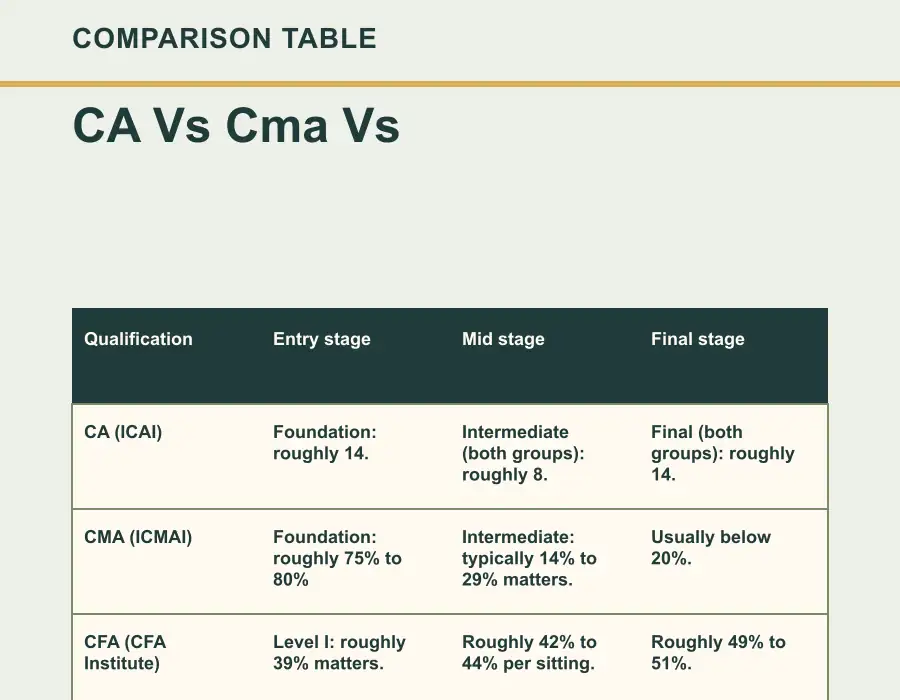 COMPARISON TABLE
CA Vs Cma Vs
Qualification
Entry stage
Mid stage
Final stage
CA (ICAI)
Foundation:
roughly 14.
Intermediate
(both groups):
roughly 8.
Final (both
groups): roughly
14.
CMA (ICMAI)
Foundation:
roughly 75% to
80%
Intermediate:
typically 14% to
29% matters.
Usually below
20%.
CFA (CFA
Institute)
Level I: roughly
39% matters.
Roughly 42% to
44% per sitting.
Roughly 49% to
51%.